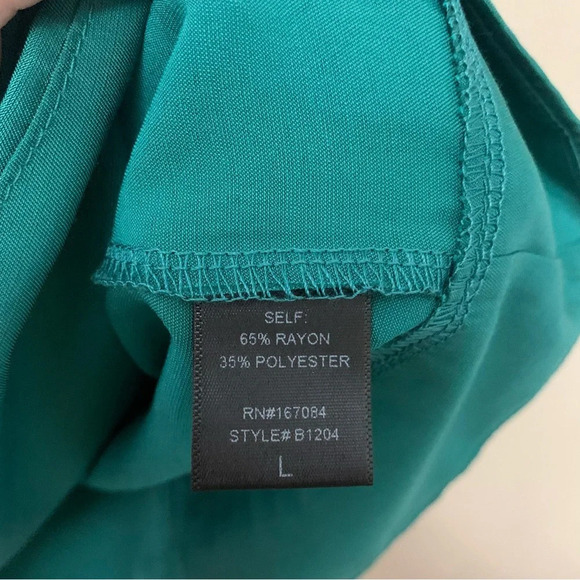 SELF:
65% RAYON
35% POLYESTER
RN#167084
STYLE# B1204
L